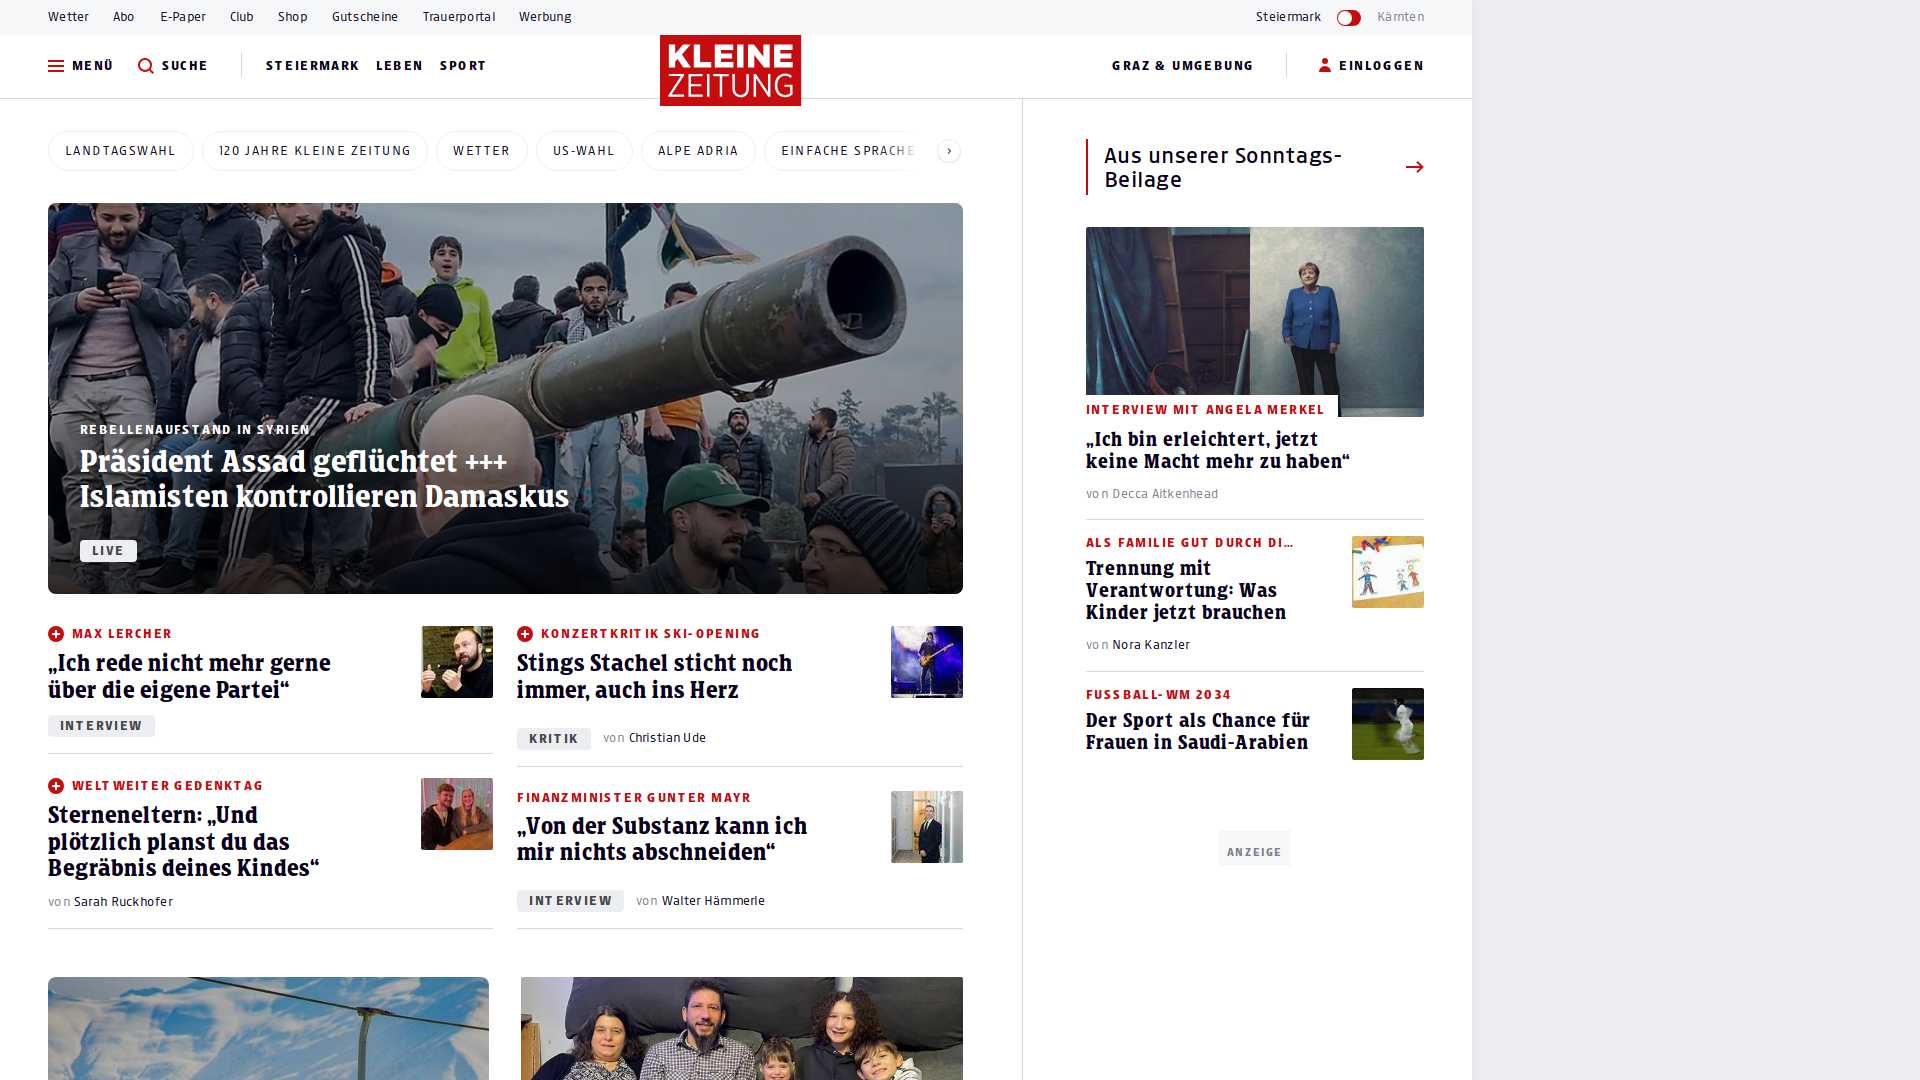 Wetter Abo E-Paper Club Shop Gutscheine Trauerportal Werbung Steiermark Kärnten
MENÜ SUCHE STEIERMARK LEBEN SPORT KLEINE ZEITUNG GRAZ & UMGEBUNG EINLOGGEN
LANDTAGSWAHL 120 JAHRE KLEINE ZEITUNG WETTER US-WAHL ALPE ADRIA EINFACHE SPRACHE
REBELLENAUFSTAND IN SYRIEN
Präsident Assad geflüchtet +++
Islamisten kontrollieren Damaskus
LIVE
MAX LERCHER
„Ich rede nicht mehr gerne
über die eigene Partei“
INTERVIEW
KONZERTKRITIK SKI-OPENING
Stings Stachel sticht noch
immer, auch ins Herz
KRITIK von Christian Ude
WELTWEITER GEDENKTAG
Sterneneltern: „Und
plötzlich planst du das
Begräbnis deines Kindes“
von Sarah Ruckhofer
FINANZMINISTER GUNTER MAYR
„Von der Substanz kann ich
mir nichts abschneiden“
INTERVIEW von Walter Hämmerle
Aus unserer Sonntags-
Beilage
INTERVIEW MIT ANGELA MERKEL
„Ich bin erleichtert, jetzt
keine Macht mehr zu haben“
von Decca Aitkenhead
ALS FAMILIE GUT DURCH DI…
Trennung mit
Verantwortung: Was
Kinder jetzt brauchen
von Nora Kanzler
FUSSBALL-WM 2034
Der Sport als Chance für
Frauen in Saudi-Arabien
ANZEIGE